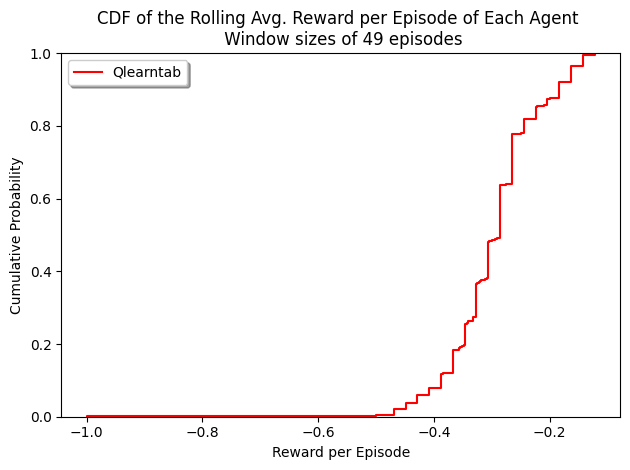 CDF of the Rolling Avg. Reward per Episode of Each Agent
Window sizes of 49 episodes
Qlearntab
1.0
0.8
0.6
0.4
0.2
0.0
Cumulative Probability
−1.0 −0.8 −0.6 −0.4 −0.2
Reward per Episode